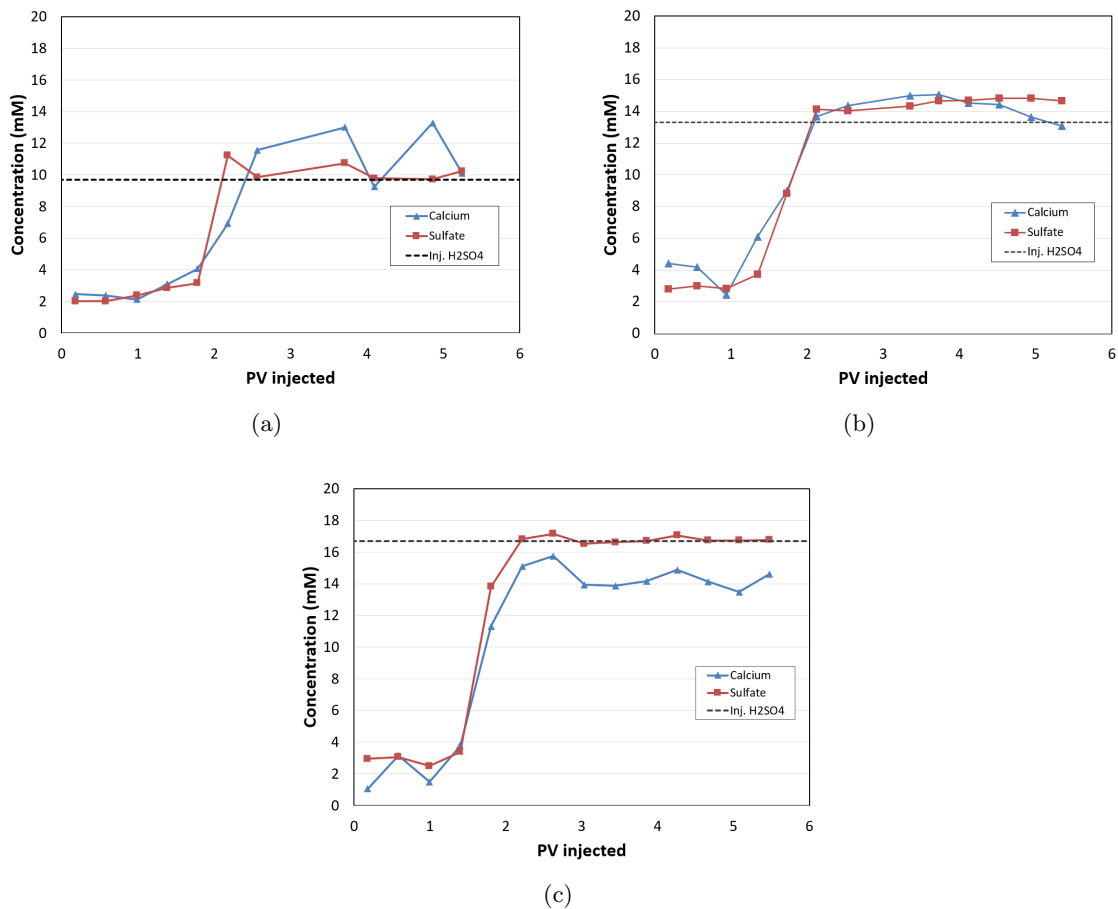 20
18
16
14
12
10
8
6
4
2
0
Concentration (mM)
Calcium
Sulfate
Inj. H2SO4
0 1 2 3 4 5 6
PV injected
(a)
20
18
16
14
12
10
8
6
4
2
0
Concentration (mM)
Calcium
Sulfate
Inj. H2SO4
0 1 2 3 4 5 6
PV injected
(b)
20
18
16
14
12
10
8
6
4
2
0
Concentration (mM)
Calcium
Sulfate
Inj. H2SO4
0 1 2 3 4 5 6
PV injected
(c)